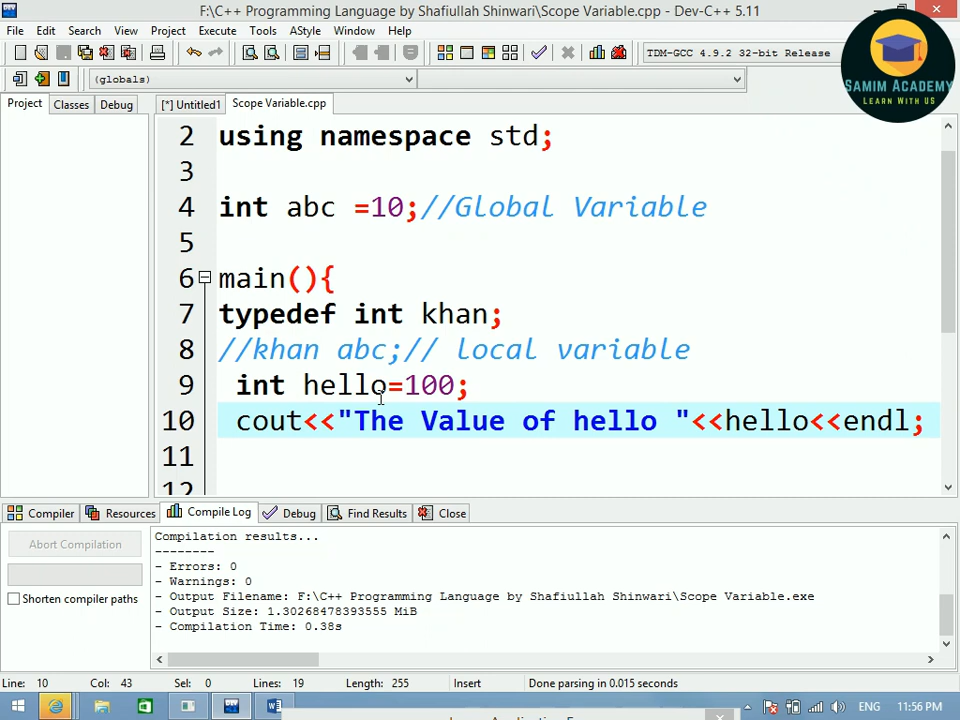 F:\C++ Programming Language by Shafiullah Shinwari\Scope Variable.cpp - Dev-C++ 5.11
File Edit Search View Project Execute Tools AStyle Window Help
TDM-GCC 4.9.2 32-bit Release
(globals)
SAMIM ACADEMY
LEARN WITH US
Project Classes Debug [*] Untitled1 Scope Variable.cpp
2 using namespace std;
3
4 int abc =10;//Global Variable
5
6 main(){
7 typedef int khan;
8 //khan abc;// local variable
9 int hello=100;
10 cout<<"The Value of hello "<<hello<<endl;
11
12
Compiler Resources Compile Log Debug Find Results Close
Abort Compilation
Shorten compiler paths
Compilation results...
--------
- Errors: 0
- Warnings: 0
- Output Filename: F:\C++ Programming Language by Shafiullah Shinwari\Scope Variable.exe
- Output Size: 1.30268478393555 MiB
- Compilation Time: 0.38s
Line: 10 Col: 43 Sel: 0 Lines: 19 Length: 255 Insert Done parsing in 0.015 seconds
ENG 11:56 PM